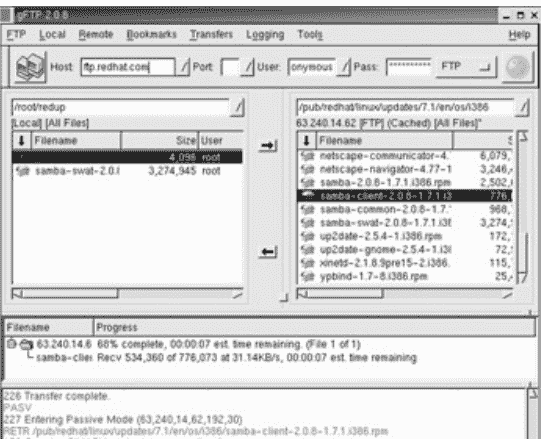 gFTP 2.0.8
FTP Local Remote Bookmarks Transfers Logging Tools Help
Host: ftp.redhat.com Port: User: onymous Pass: ********** FTP
/root/redup
[Local] [All Files]
Filename Size User
4,096 root
samba-swat-2.0.8 3,274,945 root
/pub/redhat/linux/updates/7.1/en/os/i386
63.240.14.62 [FTP] (Cached) [All Files]*
Filename
netscape-communicator-4. 6,079,
netscape-navigator-4.77-1 3,246,
samba-2.0.8-1.7.1.i386.rpm 2,502,
samba-client-2.0.8-1.7.1.i3 776,
samba-common-2.0.8-1.7. 968,
samba-swat-2.0.8-1.7.1.i38 3,274,
up2date-2.5.4-1.i386.rpm 172,
up2date-gnome-2.5.4-1.i38 72,
xinetd-2.1.8.9pre15-2.i386. 115,
ypbind-1.7-8.i386.rpm 25,
Filename Progress
63.240.14.6 68% complete, 00:00:07 est. time remaining. (File 1 of 1)
samba-clie Recv 534,360 of 776,073 at 31.14KB/s, 00:00:07 est. time remaining
226 Transfer complete.
PASV
227 Entering Passive Mode (63,240,14,62,192,30)
RETR /pub/redhat/linux/updates/7.1/en/os/i386/samba-client-2.0.8-1.7.1.i386.rpm